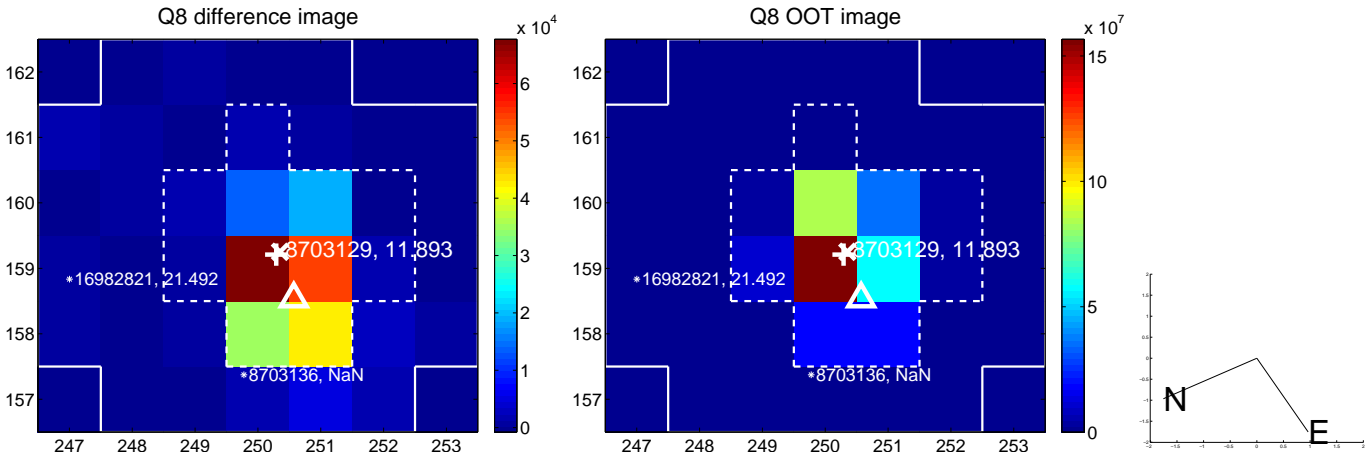 Q8 difference image
Q8 OOT image
x 10^4
x 10^7
162
161
160
159
158
157
247 248 249 250 251 252 253
6
5
4
3
2
1
0
8703129, 11.893
16982821, 21.492
8703136, NaN
247 248 249 250 251 252 253
162
161
160
159
158
157
15
10
5
0
8703129, 11.893
16982821, 21.492
8703136, NaN
N
E